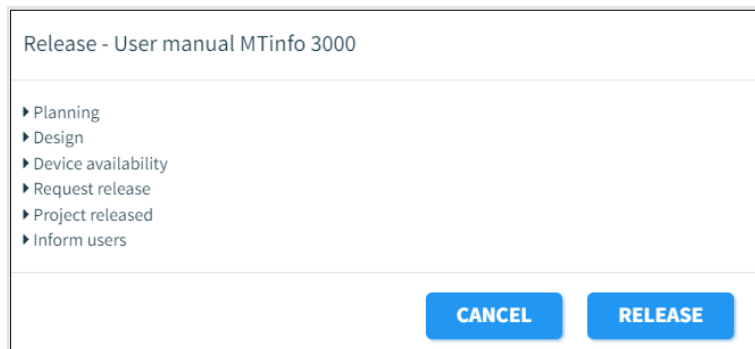 Release - User manual MTinfo 3000
Planning
Design
Device availability
Request release
Project released
Inform users
CANCEL RELEASE